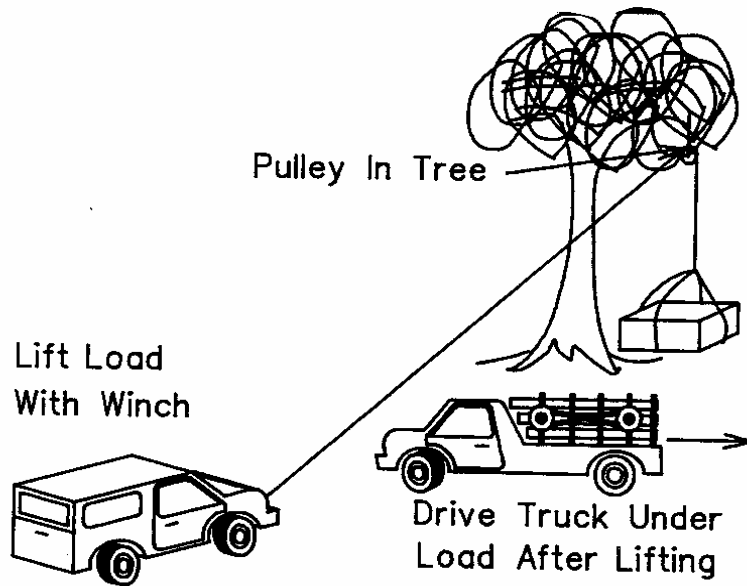 Pulley In Tree
Lift Load
With Winch
Drive Truck Under
Load After Lifting